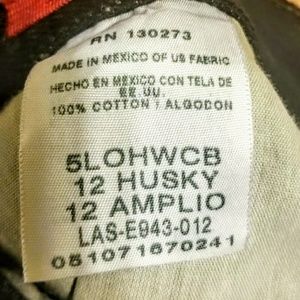 RN 130273
MADE IN MEXICO OF US FABRIC
HECHO EN MEXICO CON TELA DE
EE.UU.
100% COTTON / ALGODON
5LOHWCB
12 HUSKY
12 AMPLIO
LAS-E943-012
051071670241